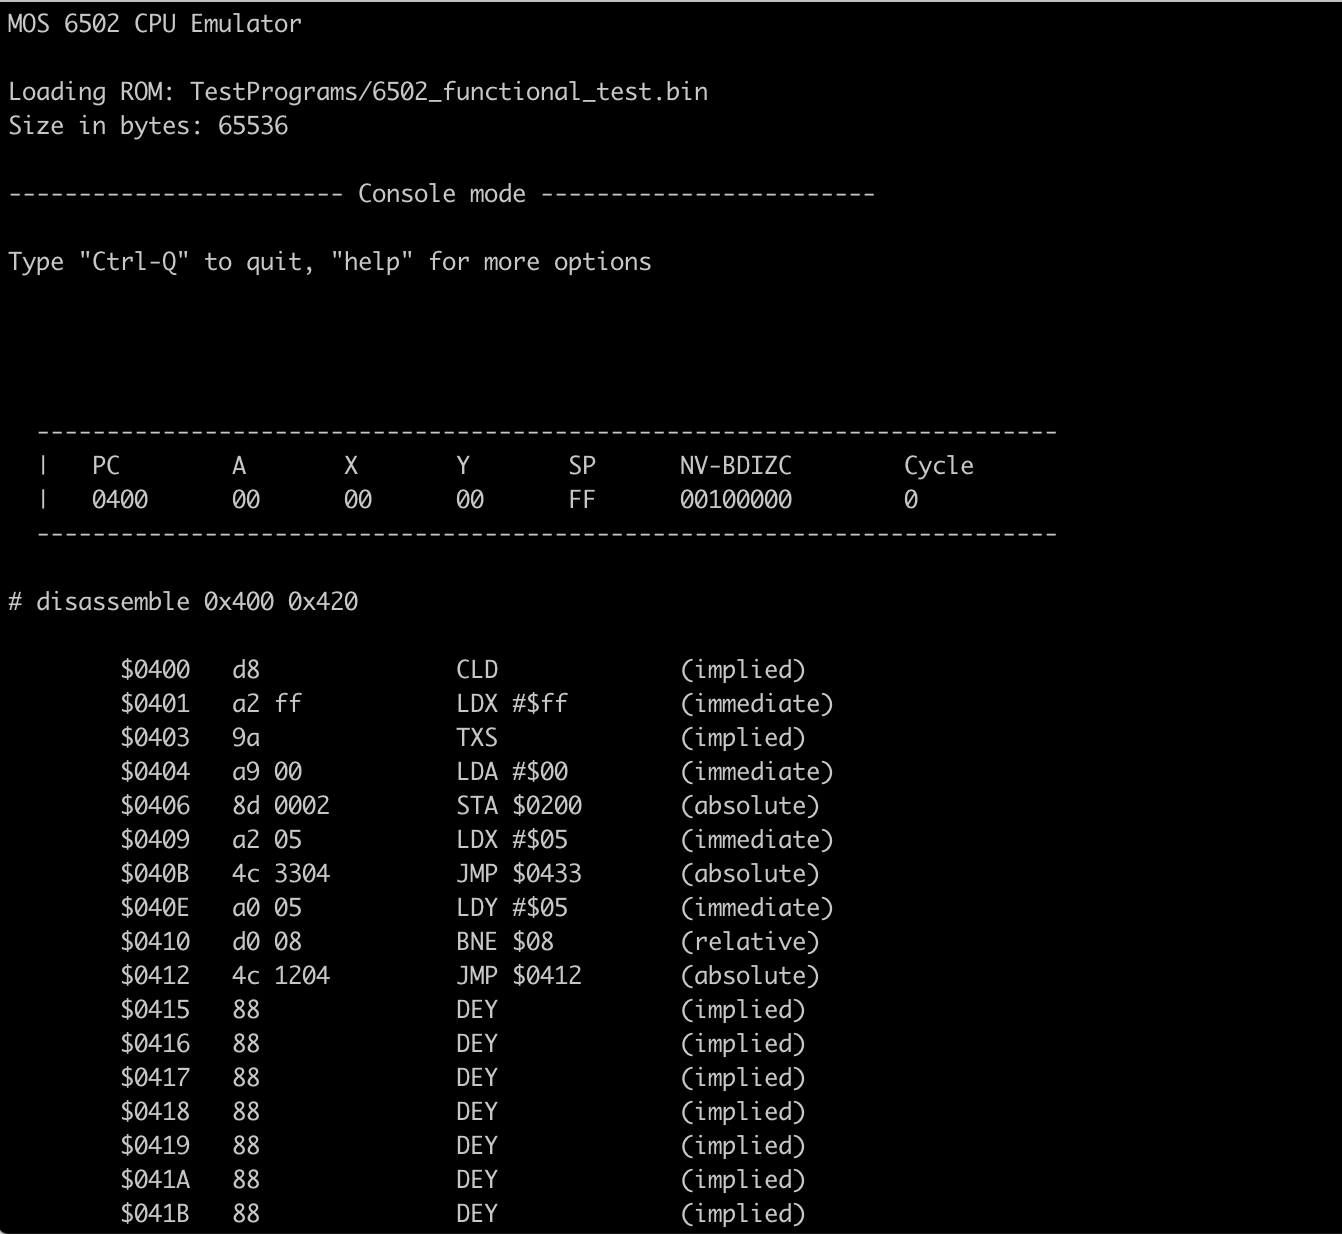 MOS 6502 CPU Emulator
Loading ROM: TestPrograms/6502_functional_test.bin
Size in bytes: 65536
------------------------ Console mode ------------------------
Type "Ctrl-Q" to quit, "help" for more options
-------------------------------------------------------------------------
| PC A X Y SP NV-BDIZC Cycle
| 0400 00 00 00 FF 00100000 0
-------------------------------------------------------------------------
# disassemble 0x400 0x420
$0400 d8 CLD (implied)
$0401 a2 ff LDX #$ff (immediate)
$0403 9a TXS (implied)
$0404 a9 00 LDA #$00 (immediate)
$0406 8d 0002 STA $0200 (absolute)
$0409 a2 05 LDX #$05 (immediate)
$040B 4c 3304 JMP $0433 (absolute)
$040E a0 05 LDY #$05 (immediate)
$0410 d0 08 BNE $08 (relative)
$0412 4c 1204 JMP $0412 (absolute)
$0415 88 DEY (implied)
$0416 88 DEY (implied)
$0417 88 DEY (implied)
$0418 88 DEY (implied)
$0419 88 DEY (implied)
$041A 88 DEY (implied)
$041B 88 DEY (implied)